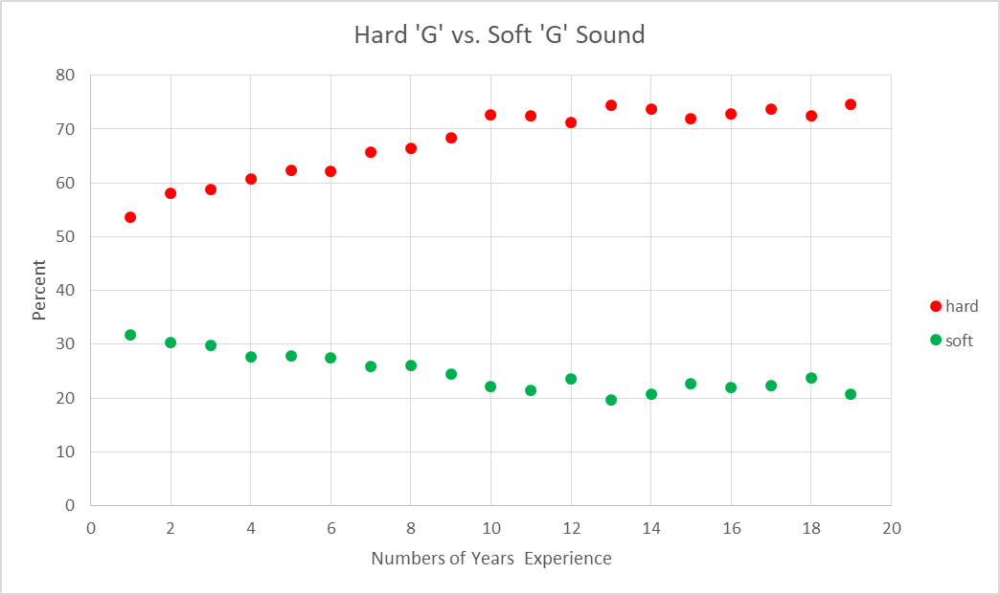 Hard 'G' vs. Soft 'G' Sound
80
70
60
50
40
30
20
10
0
Percent
0 2 4 6 8 10 12 14 16 18 20
Numbers of Years  Experience
hard
soft